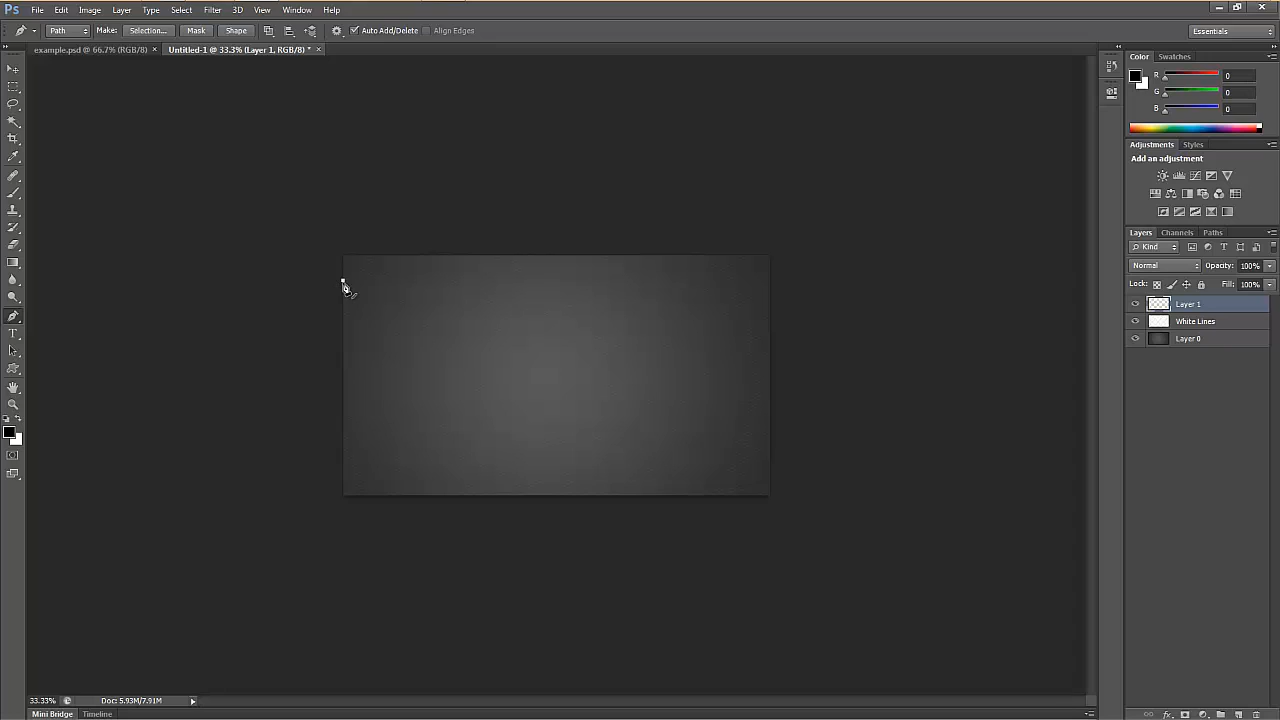 Ps File Edit Image Layer Type Select Filter 3D View Window Help
Path Make: Selection... Mask Shape Auto Add/Delete Align Edges Essentials
example.psd @ 66.7% (RGB/8) × Untitled-1 @ 33.3% (Layer 1, RGB/8) * ×
Color Swatches
R 0
G 0
B 0
Adjustments Styles
Add an adjustment
Layers Channels Paths
Kind
Normal Opacity: 100%
Lock: Fill: 100%
Layer 1
White Lines
Layer 0
33.33% Doc: 5.93M/7.91M
Mini Bridge Timeline